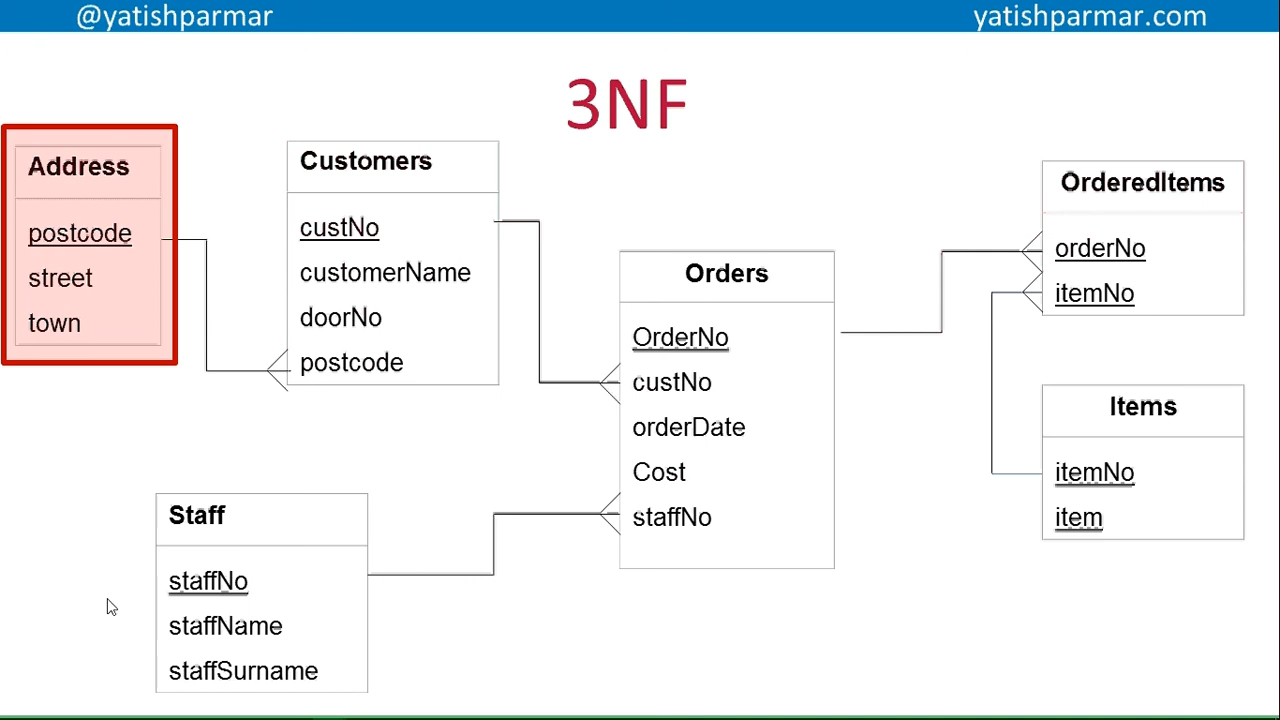 @yatishparmar
yatishparmar.com
3NF
Address
postcode
street
town
Customers
custNo
customerName
doorNo
postcode
Orders
OrderNo
custNo
orderDate
Cost
staffNo
OrderedItems
orderNo
itemNo
Items
itemNo
item
Staff
staffNo
staffName
staffSurname